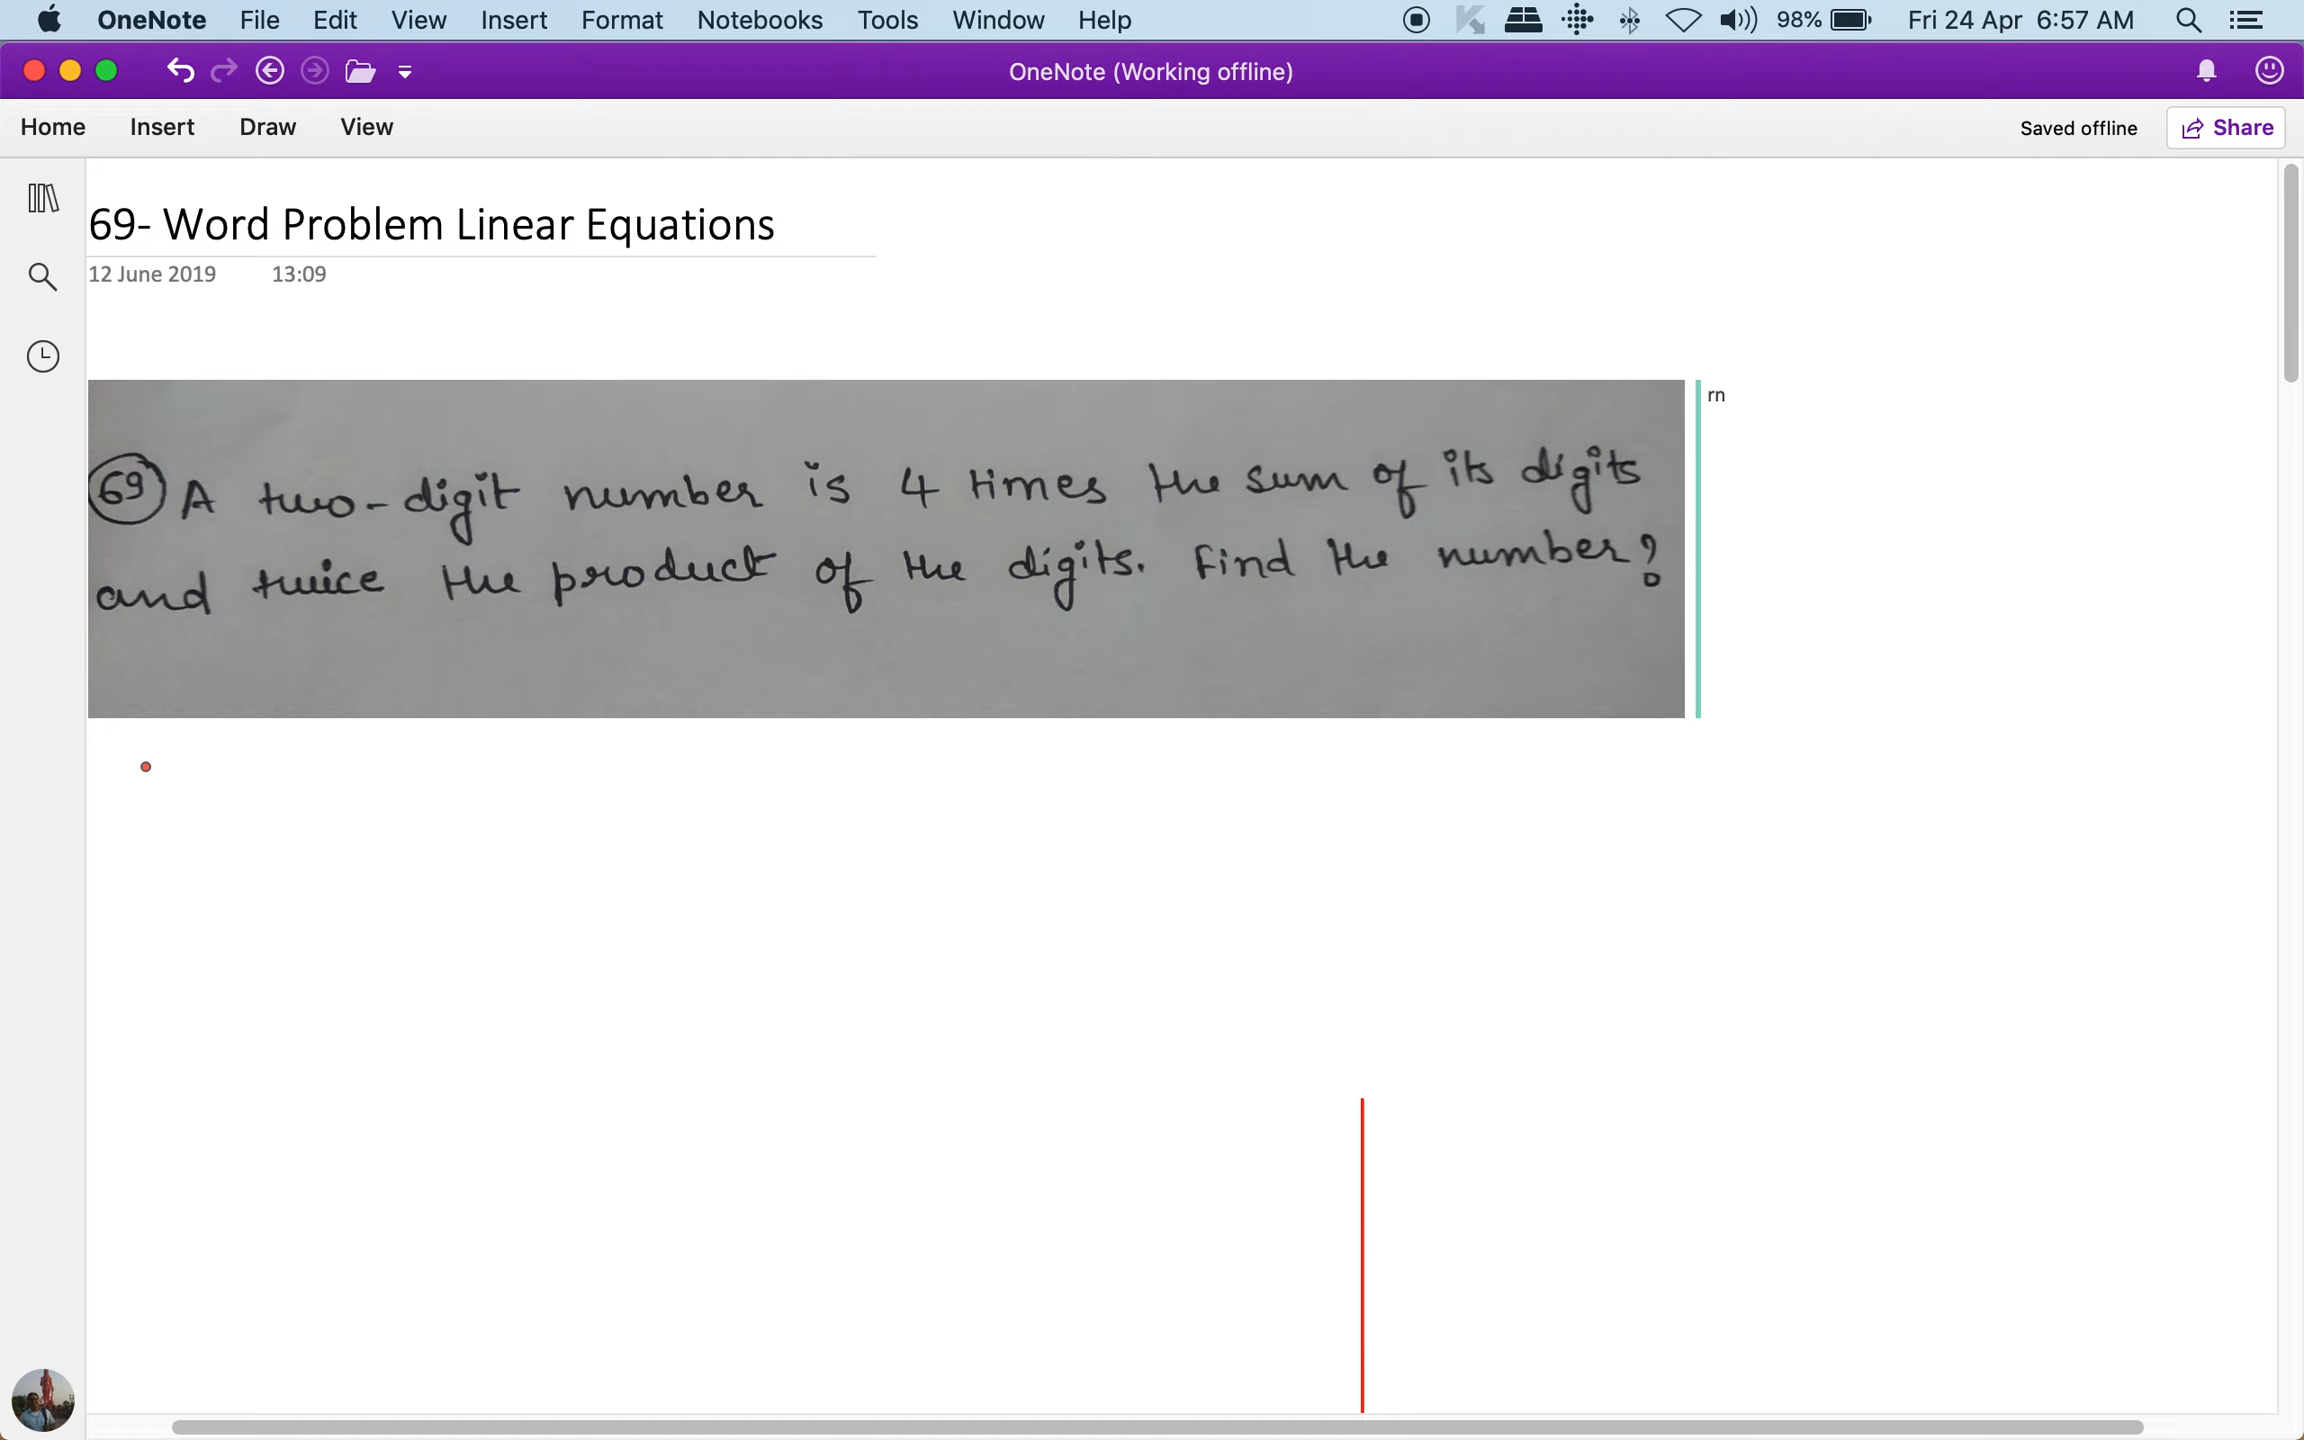 OneNote File Edit View Insert Format Notebooks Tools Window Help 98% Fri 24 Apr 6:57 AM
OneNote (Working offline)
Home Insert Draw View Saved offline Share
69- Word Problem Linear Equations
12 June 2019 13:09
rn
69 A two-digit number is 4 times the sum of its digits
and twice the product of the digits. Find the number?